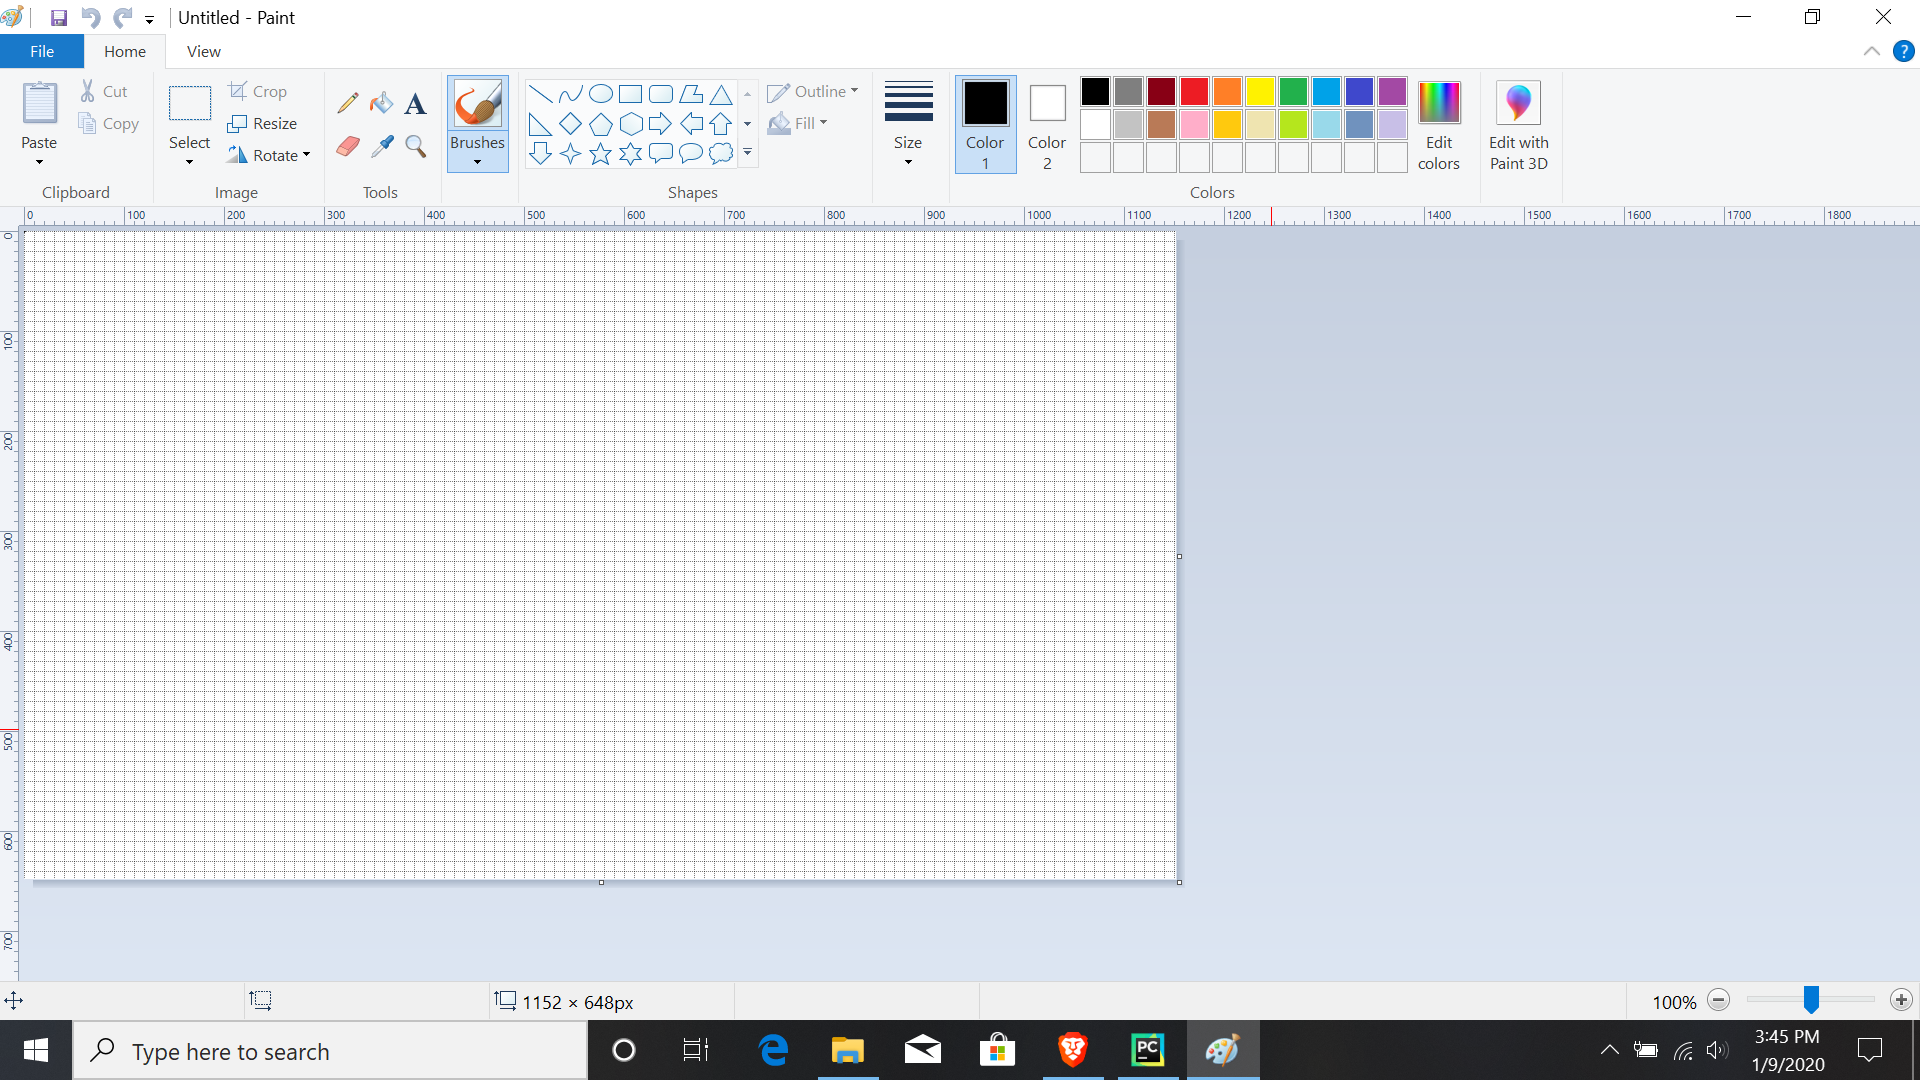 Untitled - Paint
File Home View ?
Paste
Cut
Copy
Clipboard
Select
Crop
Resize
Rotate
Image
A
Tools
Brushes
Shapes
Outline
Fill
Size
Color
1
Color
2
Colors
Edit
colors
Edit with
Paint 3D
0 100 200 300 400 500 600 700 800 900 1000 1100 1200 1300 1400 1500 1600 1700 1800
0
100
200
300
400
500
600
700
1152 × 648px
100%
Type here to search
PC
3:45 PM
1/9/2020